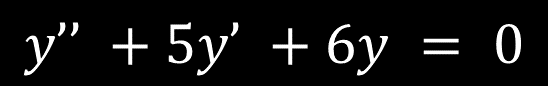 y’’ + 5y’ + 6y = 0